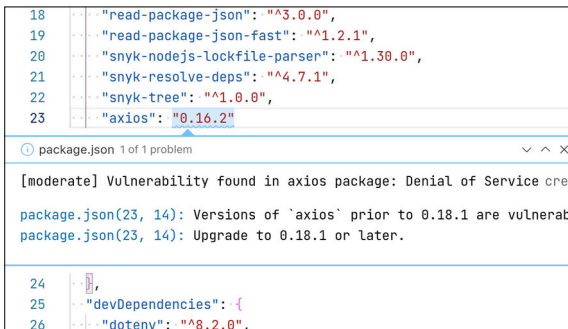 18 "read-package-json": "^3.0.0",
19 "read-package-json-fast": "^1.2.1",
20 "snyk-nodejs-lockfile-parser": "^1.30.0",
21 "snyk-resolve-deps": "^4.7.1",
22 "snyk-tree": "^1.0.0",
23 "axios": "0.16.2"
package.json 1 of 1 problem
[moderate] Vulnerability found in axios package: Denial of Service cre
package.json(23, 14): Versions of `axios` prior to 0.18.1 are vulnerab
package.json(23, 14): Upgrade to 0.18.1 or later.
24 },
25 "devDependencies": {
26 "dotenv": "^8.2.0",